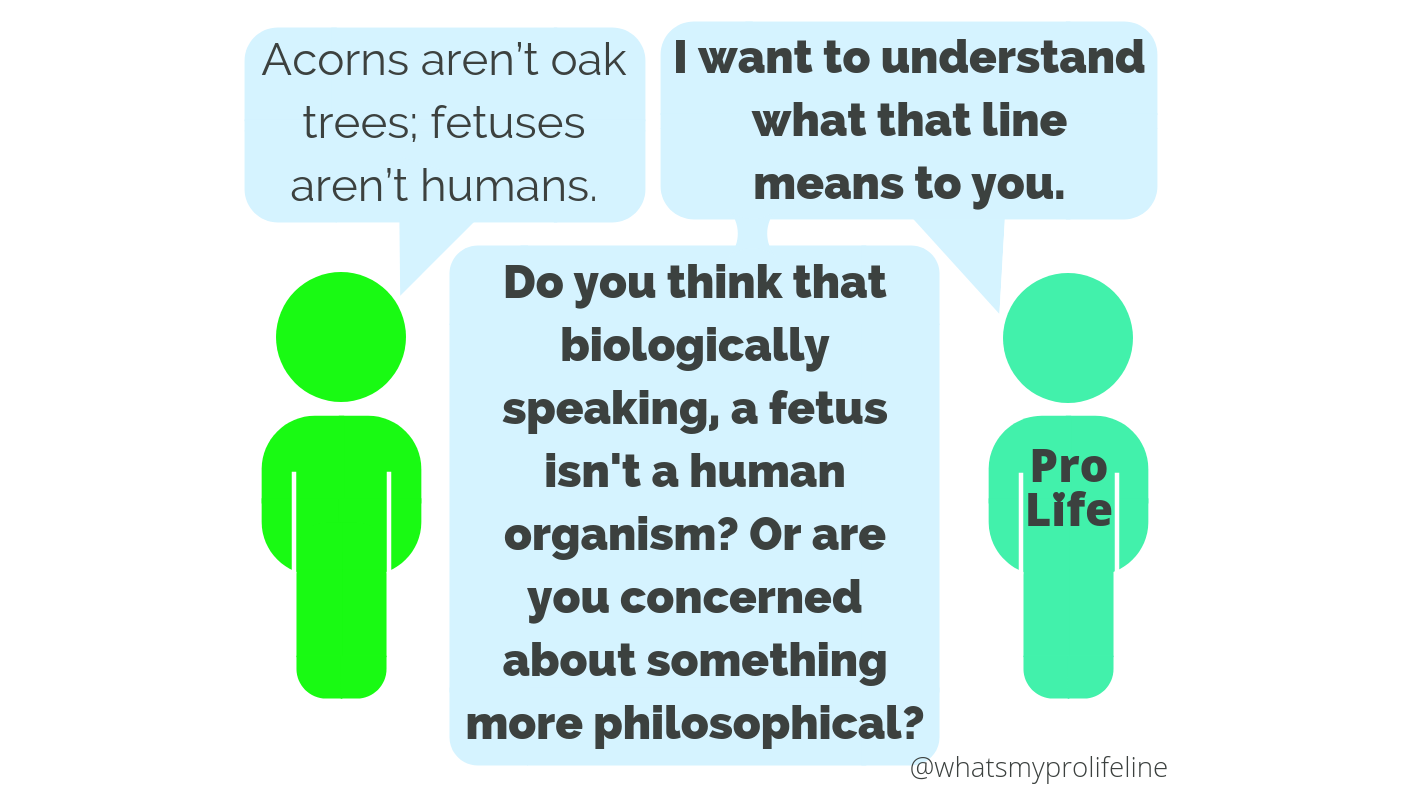 Acorns aren’t oak
trees; fetuses
aren’t humans.
I want to understand
what that line
means to you.
Do you think that
biologically
speaking, a fetus
isn't a human
organism? Or are
you concerned
about something
more philosophical?
Pro
Life
@whatsmyprolifeline